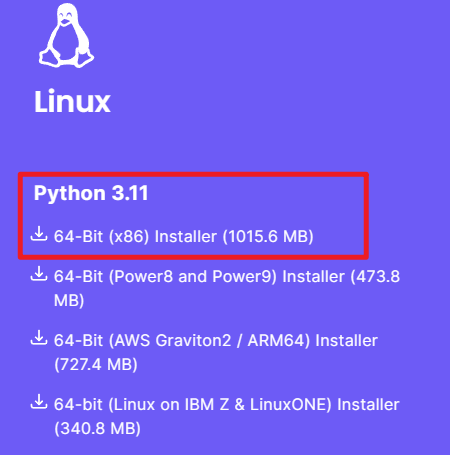 Linux
Python 3.11
64-Bit (x86) Installer (1015.6 MB)
64-Bit (Power8 and Power9) Installer (473.8
MB)
64-Bit (AWS Graviton2 / ARM64) Installer
(727.4 MB)
64-bit (Linux on IBM Z & LinuxONE) Installer
(340.8 MB)